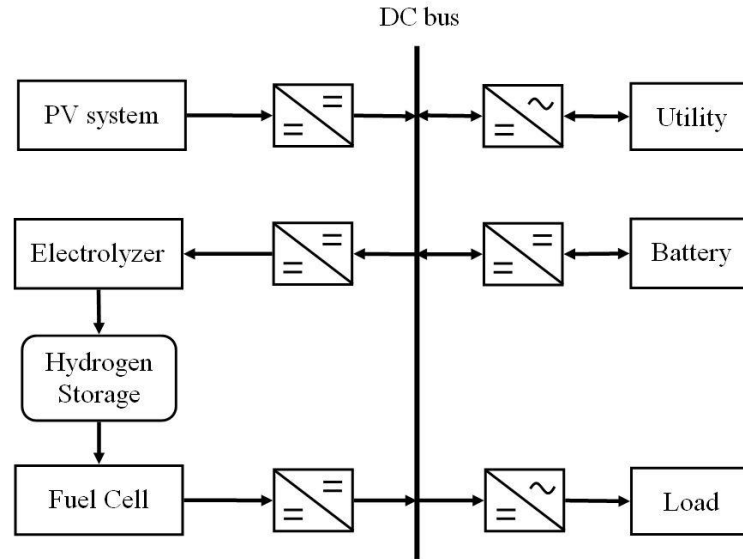 DC bus
PV system
Utility
Electrolyzer
Battery
Hydrogen
Storage
Fuel Cell
Load